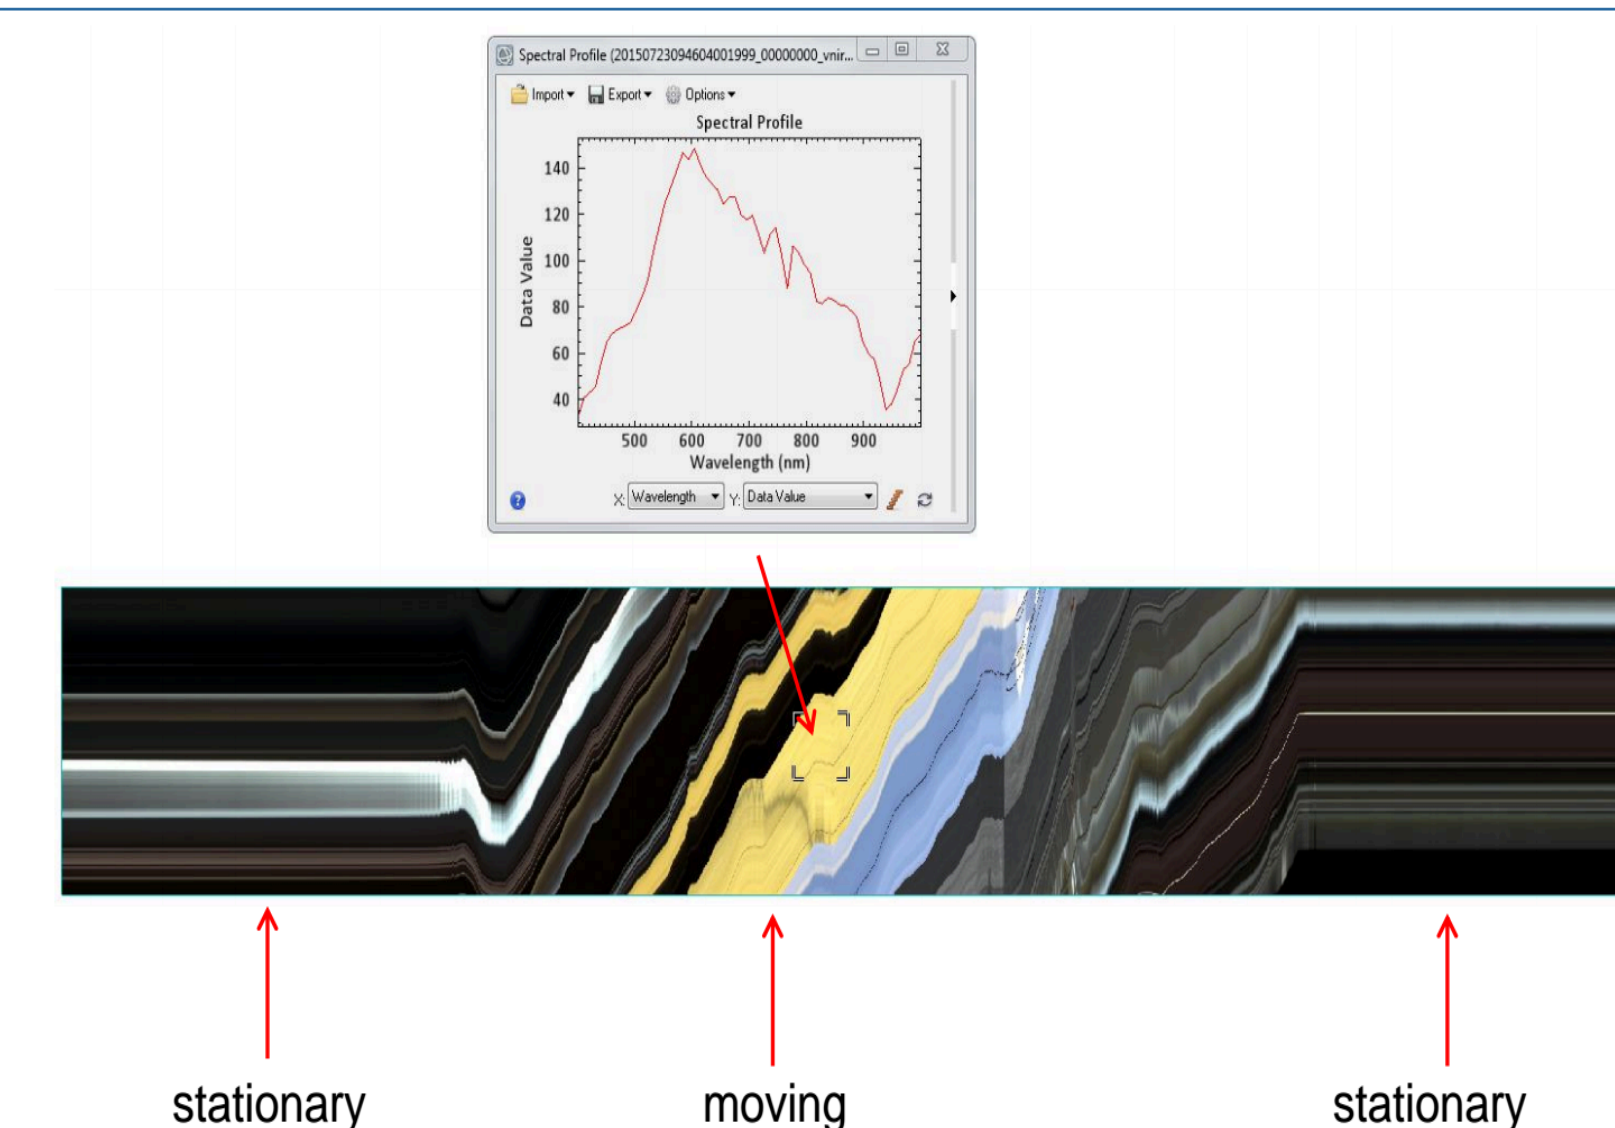 Spectral Profile (20150723094604001999_00000000_vnir...
Import Export Options
Spectral Profile
140
120
100
80
60
40
Data Value
500 600 700 800 900
Wavelength (nm)
X: Wavelength Y: Data Value
stationary moving stationary